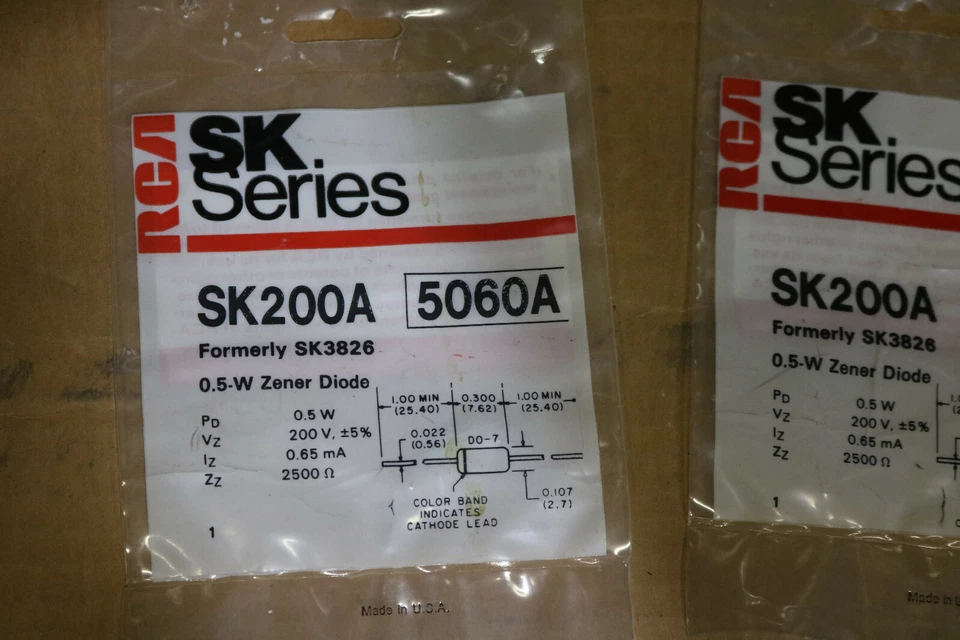 RCA
SK
Series
SK200A 5060A
Formerly SK3826
0.5-W Zener Diode
PD 0.5 W
VZ 200 V, ±5%
IZ 0.65 mA
ZZ 2500 Ω
1
1.00 MIN
(25.40)
0.300
(7.62)
1.00 MIN
(25.40)
0.022
(0.56)
DO-7
0.107
(2.7)
COLOR BAND
INDICATES
CATHODE LEAD
Made in U.S.A.
RCA
SK
Series
SK200A
Formerly SK3826
0.5-W Zener Diode
PD 0.5 W
VZ 200 V, ±5%
IZ 0.65 mA
ZZ 2500 Ω
1
Made in